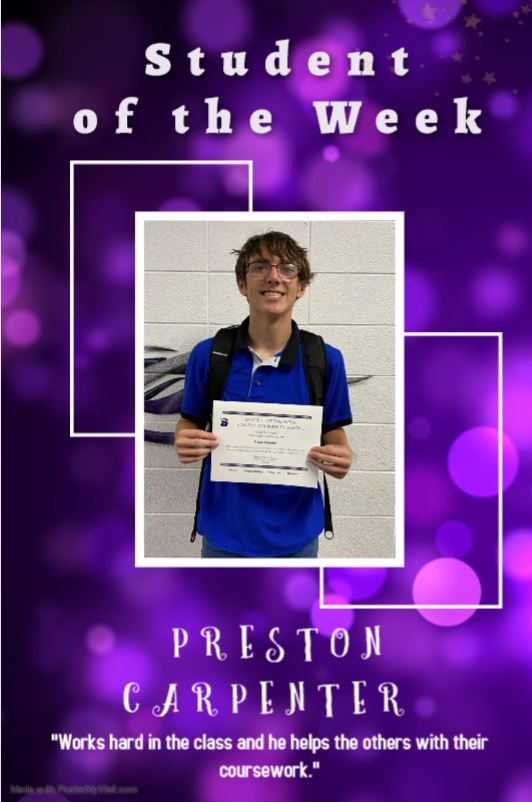 Student
of the Week
PRESTON
CARPENTER
"Works hard in the class and he helps the others with their
coursework."
Made with PosterMyWall.com